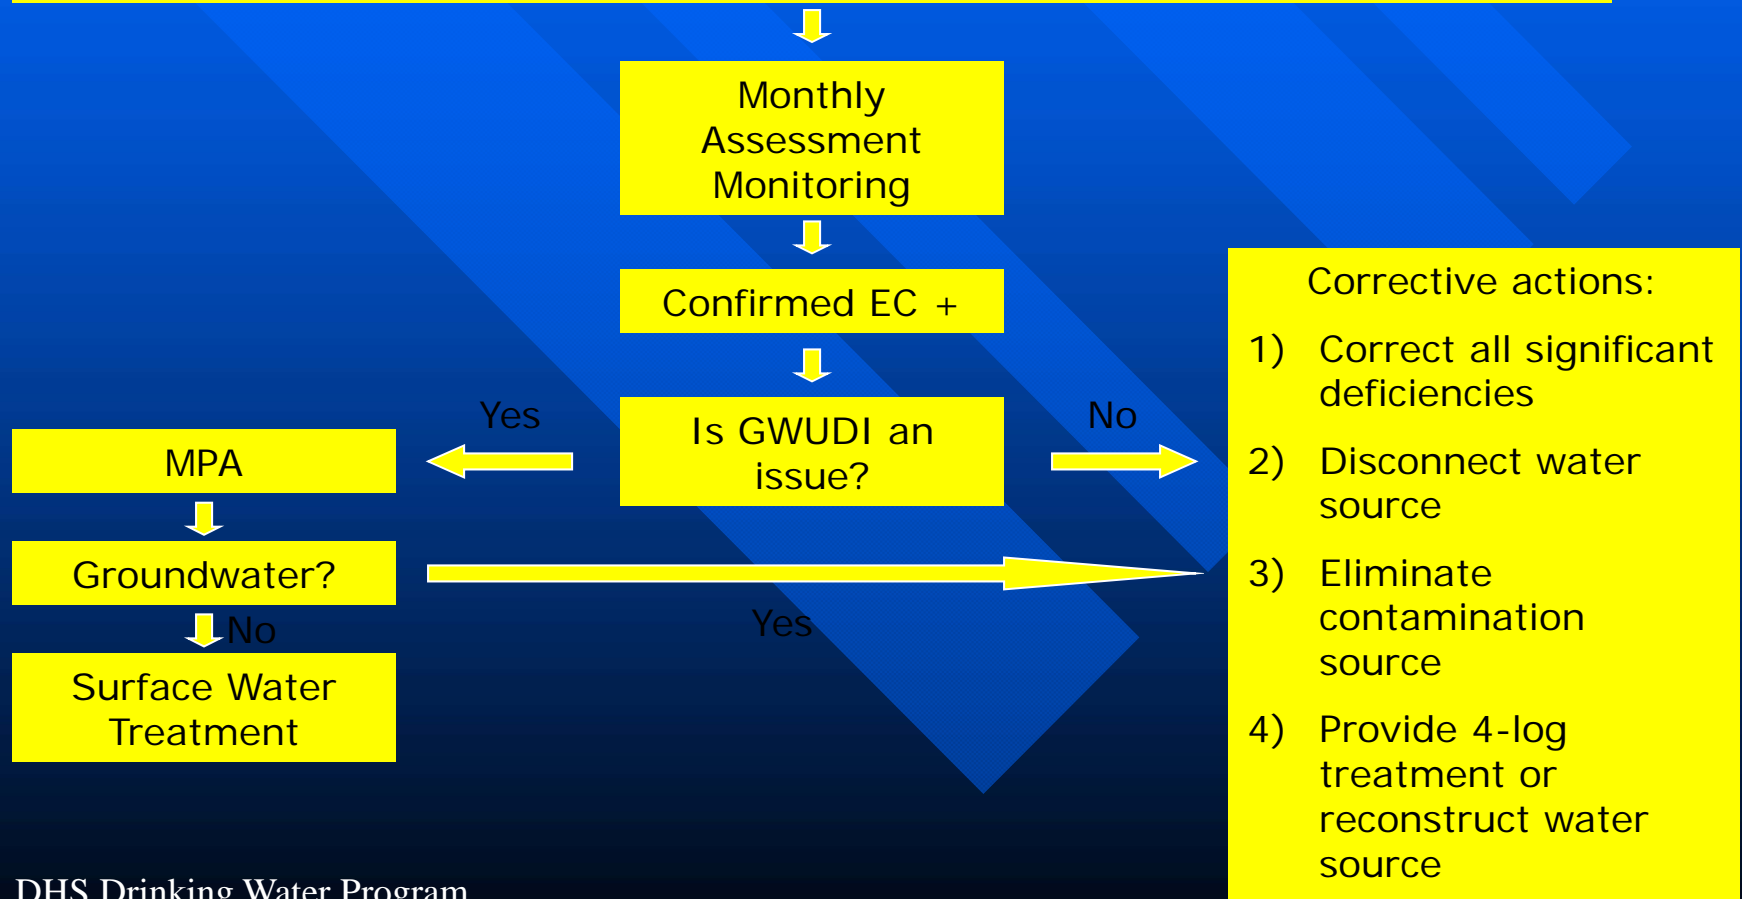 Monthly
Assessment
Monitoring
Confirmed EC +
Yes
Is GWUDI an
issue?
No
MPA
Groundwater?
Yes
No
Surface Water
Treatment
Corrective actions:
1) Correct all significant
deficiencies
2) Disconnect water
source
3) Eliminate
contamination
source
4) Provide 4-log
treatment or
reconstruct water
source
DHS Drinking Water Program